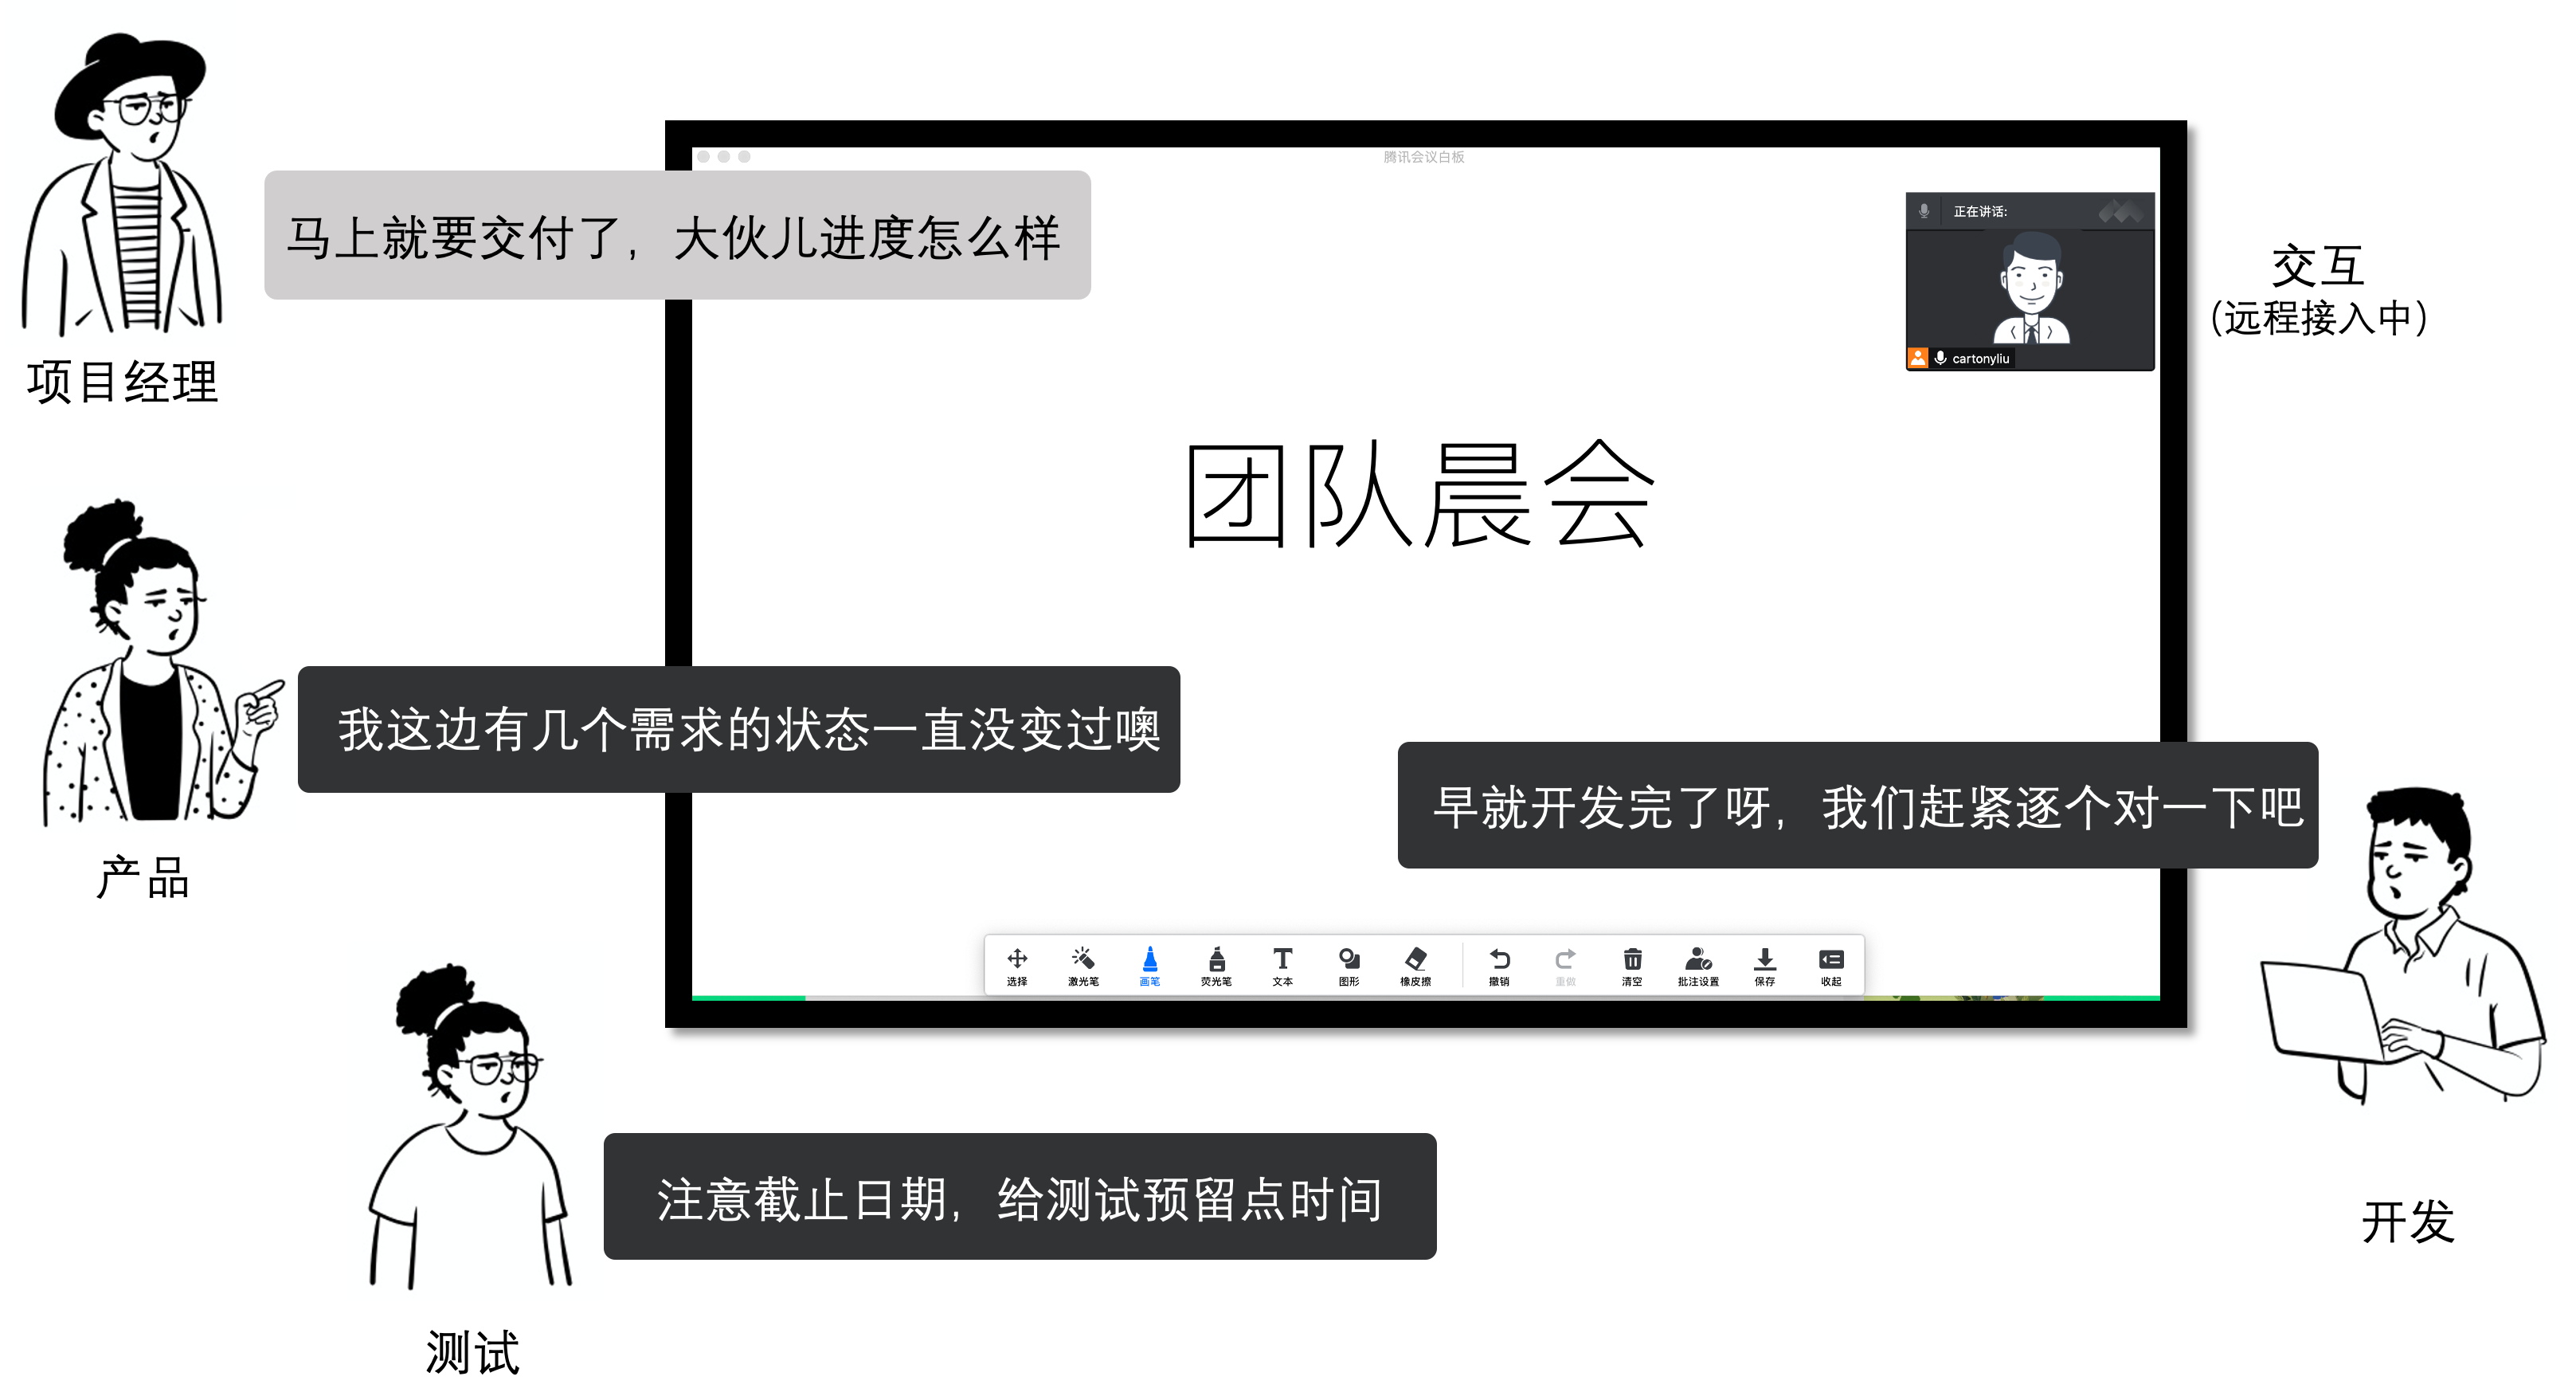 腾讯会议白板
马上就要交付了，大伙儿进度怎么样
正在讲话:
cartonyliu
交互
(远程接入中)
项目经理
团队晨会
我这边有几个需求的状态一直没变过噢
产品
早就开发完了呀，我们赶紧逐个对一下吧
选择 激光笔 画笔 荧光笔 文本 图形 橡皮擦 撤销 重做 清空 批注设置 保存 收起
注意截止日期，给测试预留点时间
开发
测试